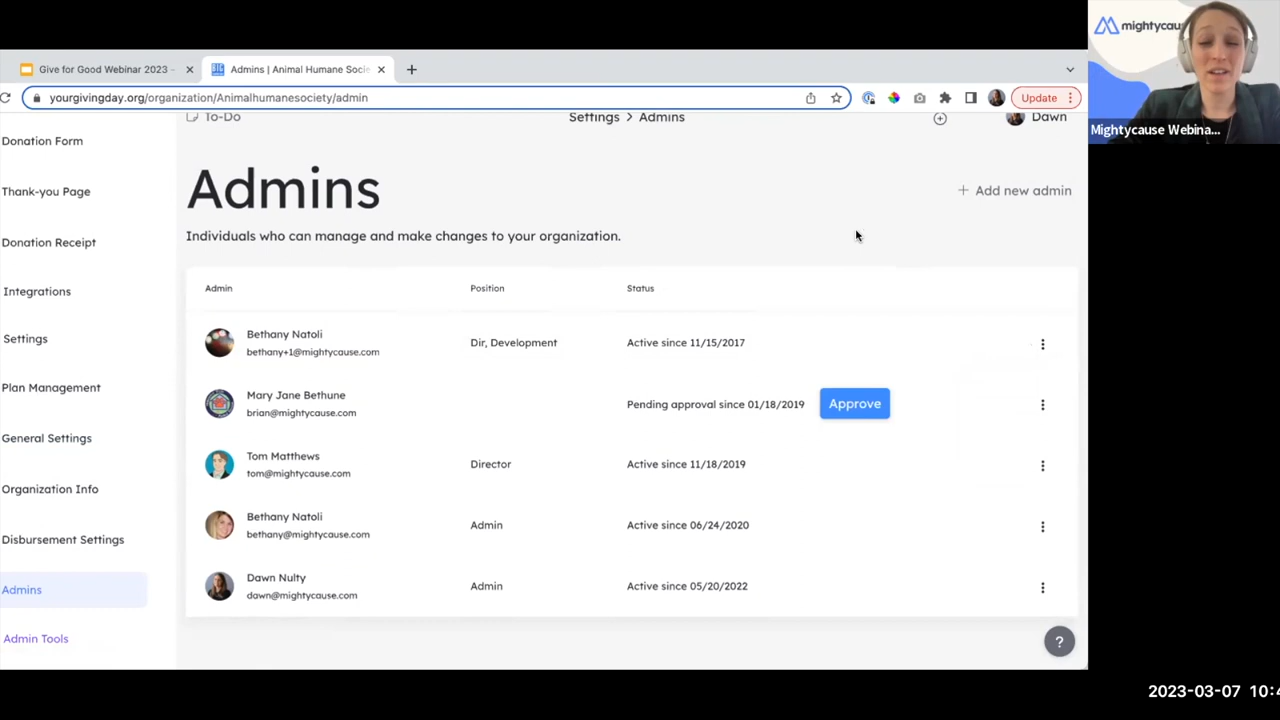 mightycau
Mightycause Webina...
Give for Good Webinar 2023 -
Admins | Animal Humane Socie
yourgivingday.org/organization/Animalhumanesociety/admin
Update
To-Do
Settings > Admins
Dawn
Donation Form
Thank-you Page
Donation Receipt
Integrations
Settings
Plan Management
General Settings
Organization Info
Disbursement Settings
Admins
Admin Tools
Admins
+ Add new admin
Individuals who can manage and make changes to your organization.
Admin Position Status
Bethany Natoli
bethany+1@mightycause.com
Dir, Development
Active since 11/15/2017
Mary Jane Bethune
brian@mightycause.com
Pending approval since 01/18/2019
Approve
Tom Matthews
tom@mightycause.com
Director
Active since 11/18/2019
Bethany Natoli
bethany@mightycause.com
Admin
Active since 06/24/2020
Dawn Nulty
dawn@mightycause.com
Admin
Active since 05/20/2022
?
2023-03-07 10:4